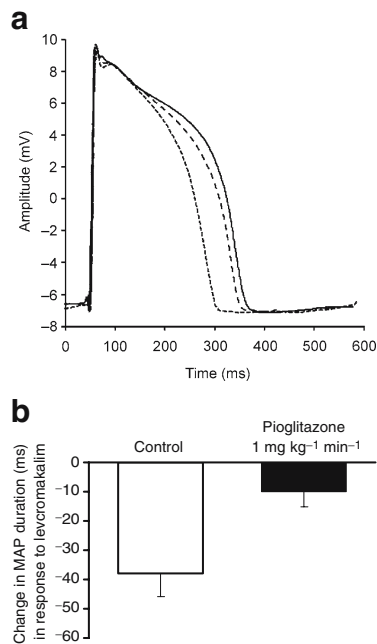 a
10
8
6
4
2
0
−2
−4
−6
−8
Amplitude (mV)
0 100 200 300 400 500 600
Time (ms)
b
Pioglitazone
Control 1 mg kg⁻¹ min⁻¹
0
−10
−20
−30
−40
−50
−60
Change in MAP duration (ms)
in response to levcromakalim